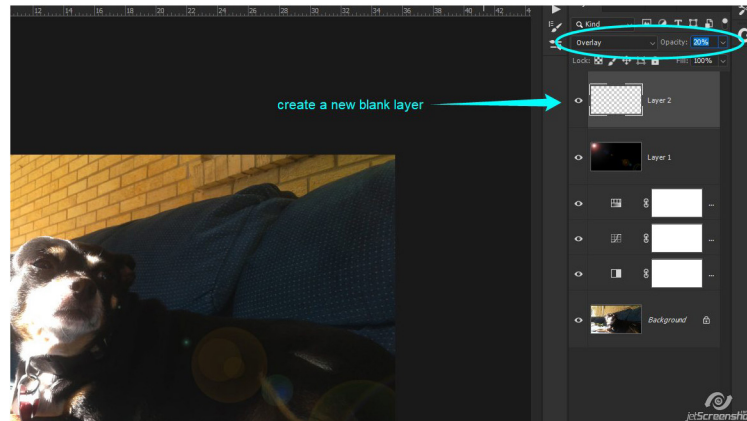 12 14 16 18 20 22 24 26 28 30 32 34 36 38 40 42 4
Kind
Overlay Opacity: 20%
Lock: Fill: 100%
create a new blank layer
Layer 2
Layer 1
...
...
...
Background
jetScreenshot